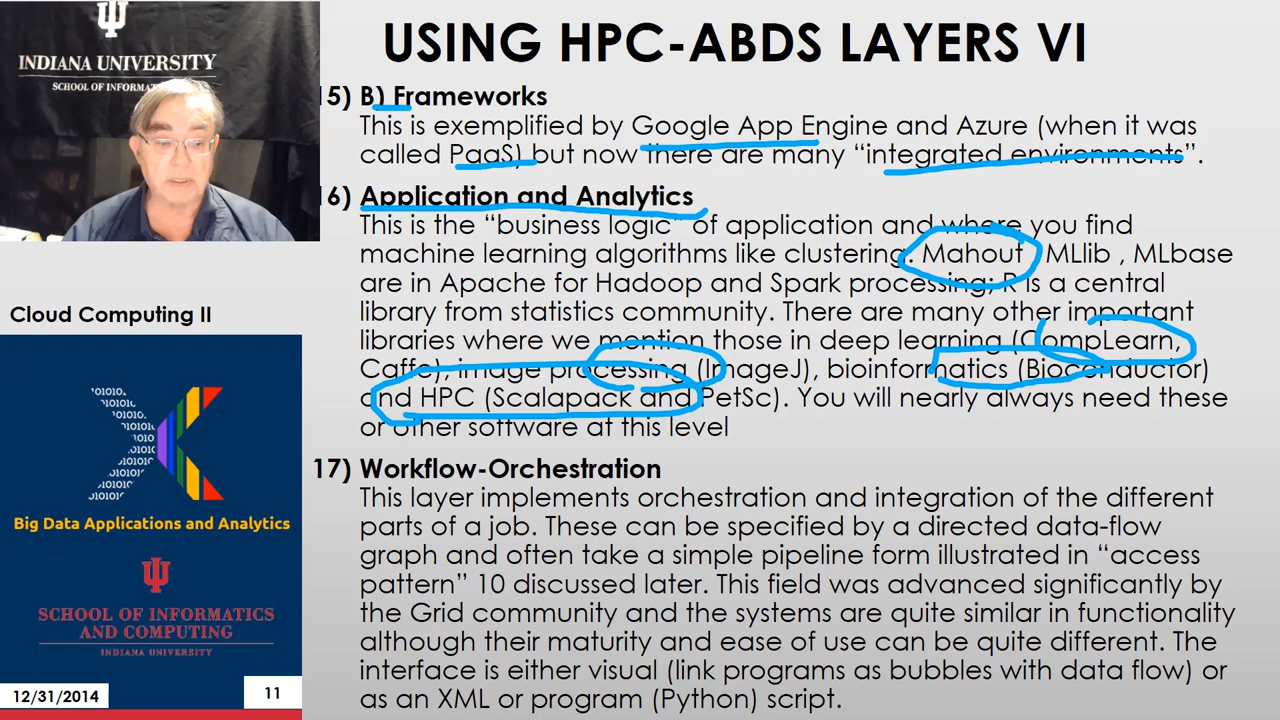 INDIANA UNIVERSITY
SCHOOL OF INFORMAT
USING HPC-ABDS LAYERS VI
15) B) Frameworks
This is exemplified by Google App Engine and Azure (when it was
called PaaS) but now there are many “integrated environments”.
16) Application and Analytics
This is the “business logic” of application and where you find
machine learning algorithms like clustering. Mahout , MLlib , MLbase
are in Apache for Hadoop and Spark processing; R is a central
library from statistics community. There are many other important
libraries where we mention those in deep learning (CompLearn,
Caffe), image processing (ImageJ), bioinformatics (Bioconductor)
and HPC (Scalapack and PetSc). You will nearly always need these
or other software at this level
17) Workflow-Orchestration
This layer implements orchestration and integration of the different
parts of a job. These can be specified by a directed data-flow
graph and often take a simple pipeline form illustrated in “access
pattern” 10 discussed later. This field was advanced significantly by
the Grid community and the systems are quite similar in functionality
although their maturity and ease of use can be quite different. The
interface is either visual (link programs as bubbles with data flow) or
as an XML or program (Python) script.
Cloud Computing II
Big Data Applications and Analytics
SCHOOL OF INFORMATICS
AND COMPUTING
INDIANA UNIVERSITY
12/31/2014
11